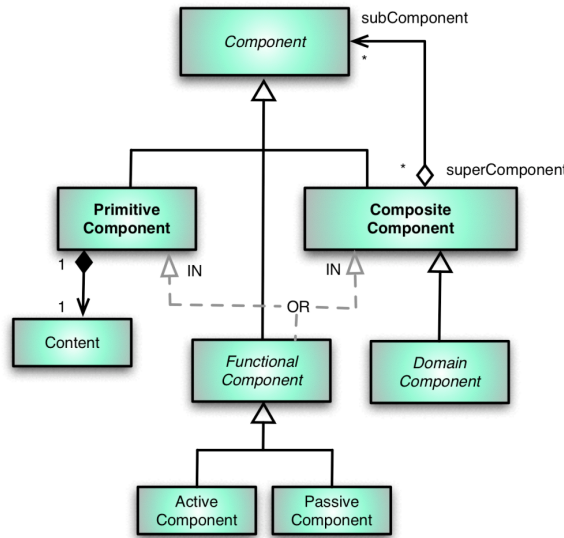 subComponent
Component
*
*
superComponent
Primitive
Component
Composite
Component
1
IN
IN
1
OR
Content
Functional
Component
Domain
Component
Active
Component
Passive
Component